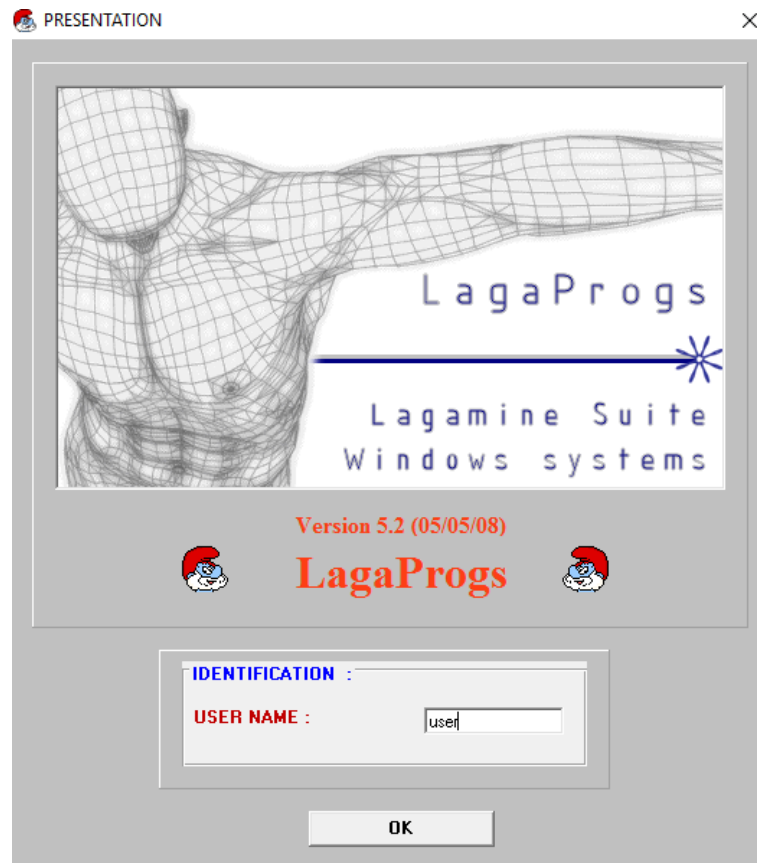 PRESENTATION
LagaProgs
Lagamine Suite
Windows systems
Version 5.2 (05/05/08)
LagaProgs
IDENTIFICATION :
USER NAME :
user
OK